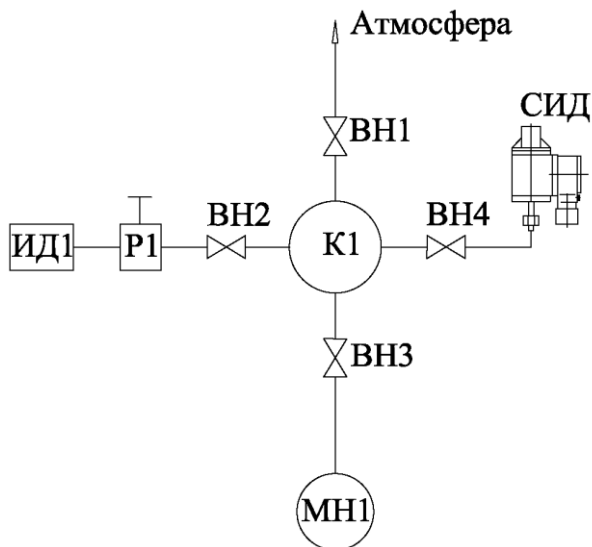 Атмосфера
СИД
ВН1
ВН2
ВН4
ИД1
Р1
К1
ВН3
МН1